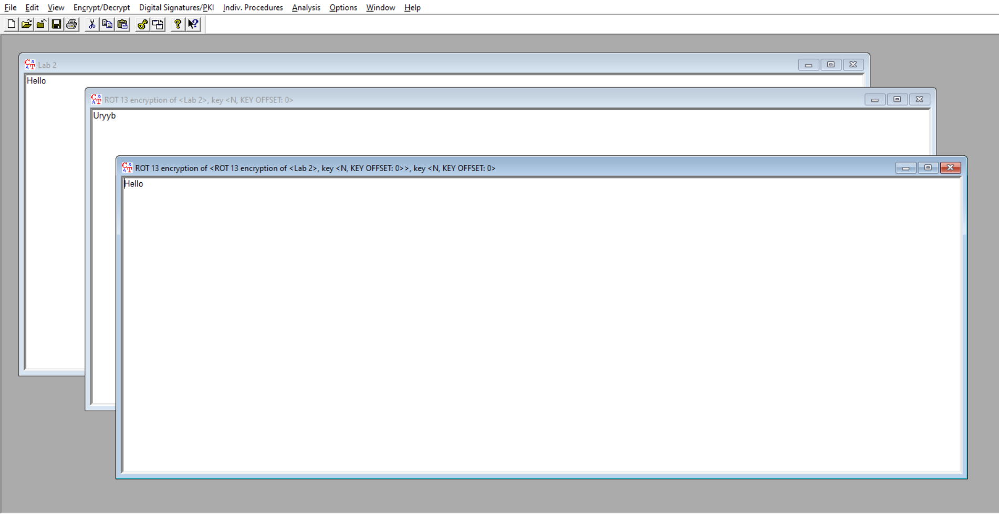 File Edit View Encrypt/Decrypt Digital Signatures/PKI Indiv. Procedures Analysis Options Window Help
Lab 2
Hello
ROT 13 encryption of <Lab 2>, key <N, KEY OFFSET: 0>
Uryyb
ROT 13 encryption of <ROT 13 encryption of <Lab 2>, key <N, KEY OFFSET: 0>>, key <N, KEY OFFSET: 0>
Hello